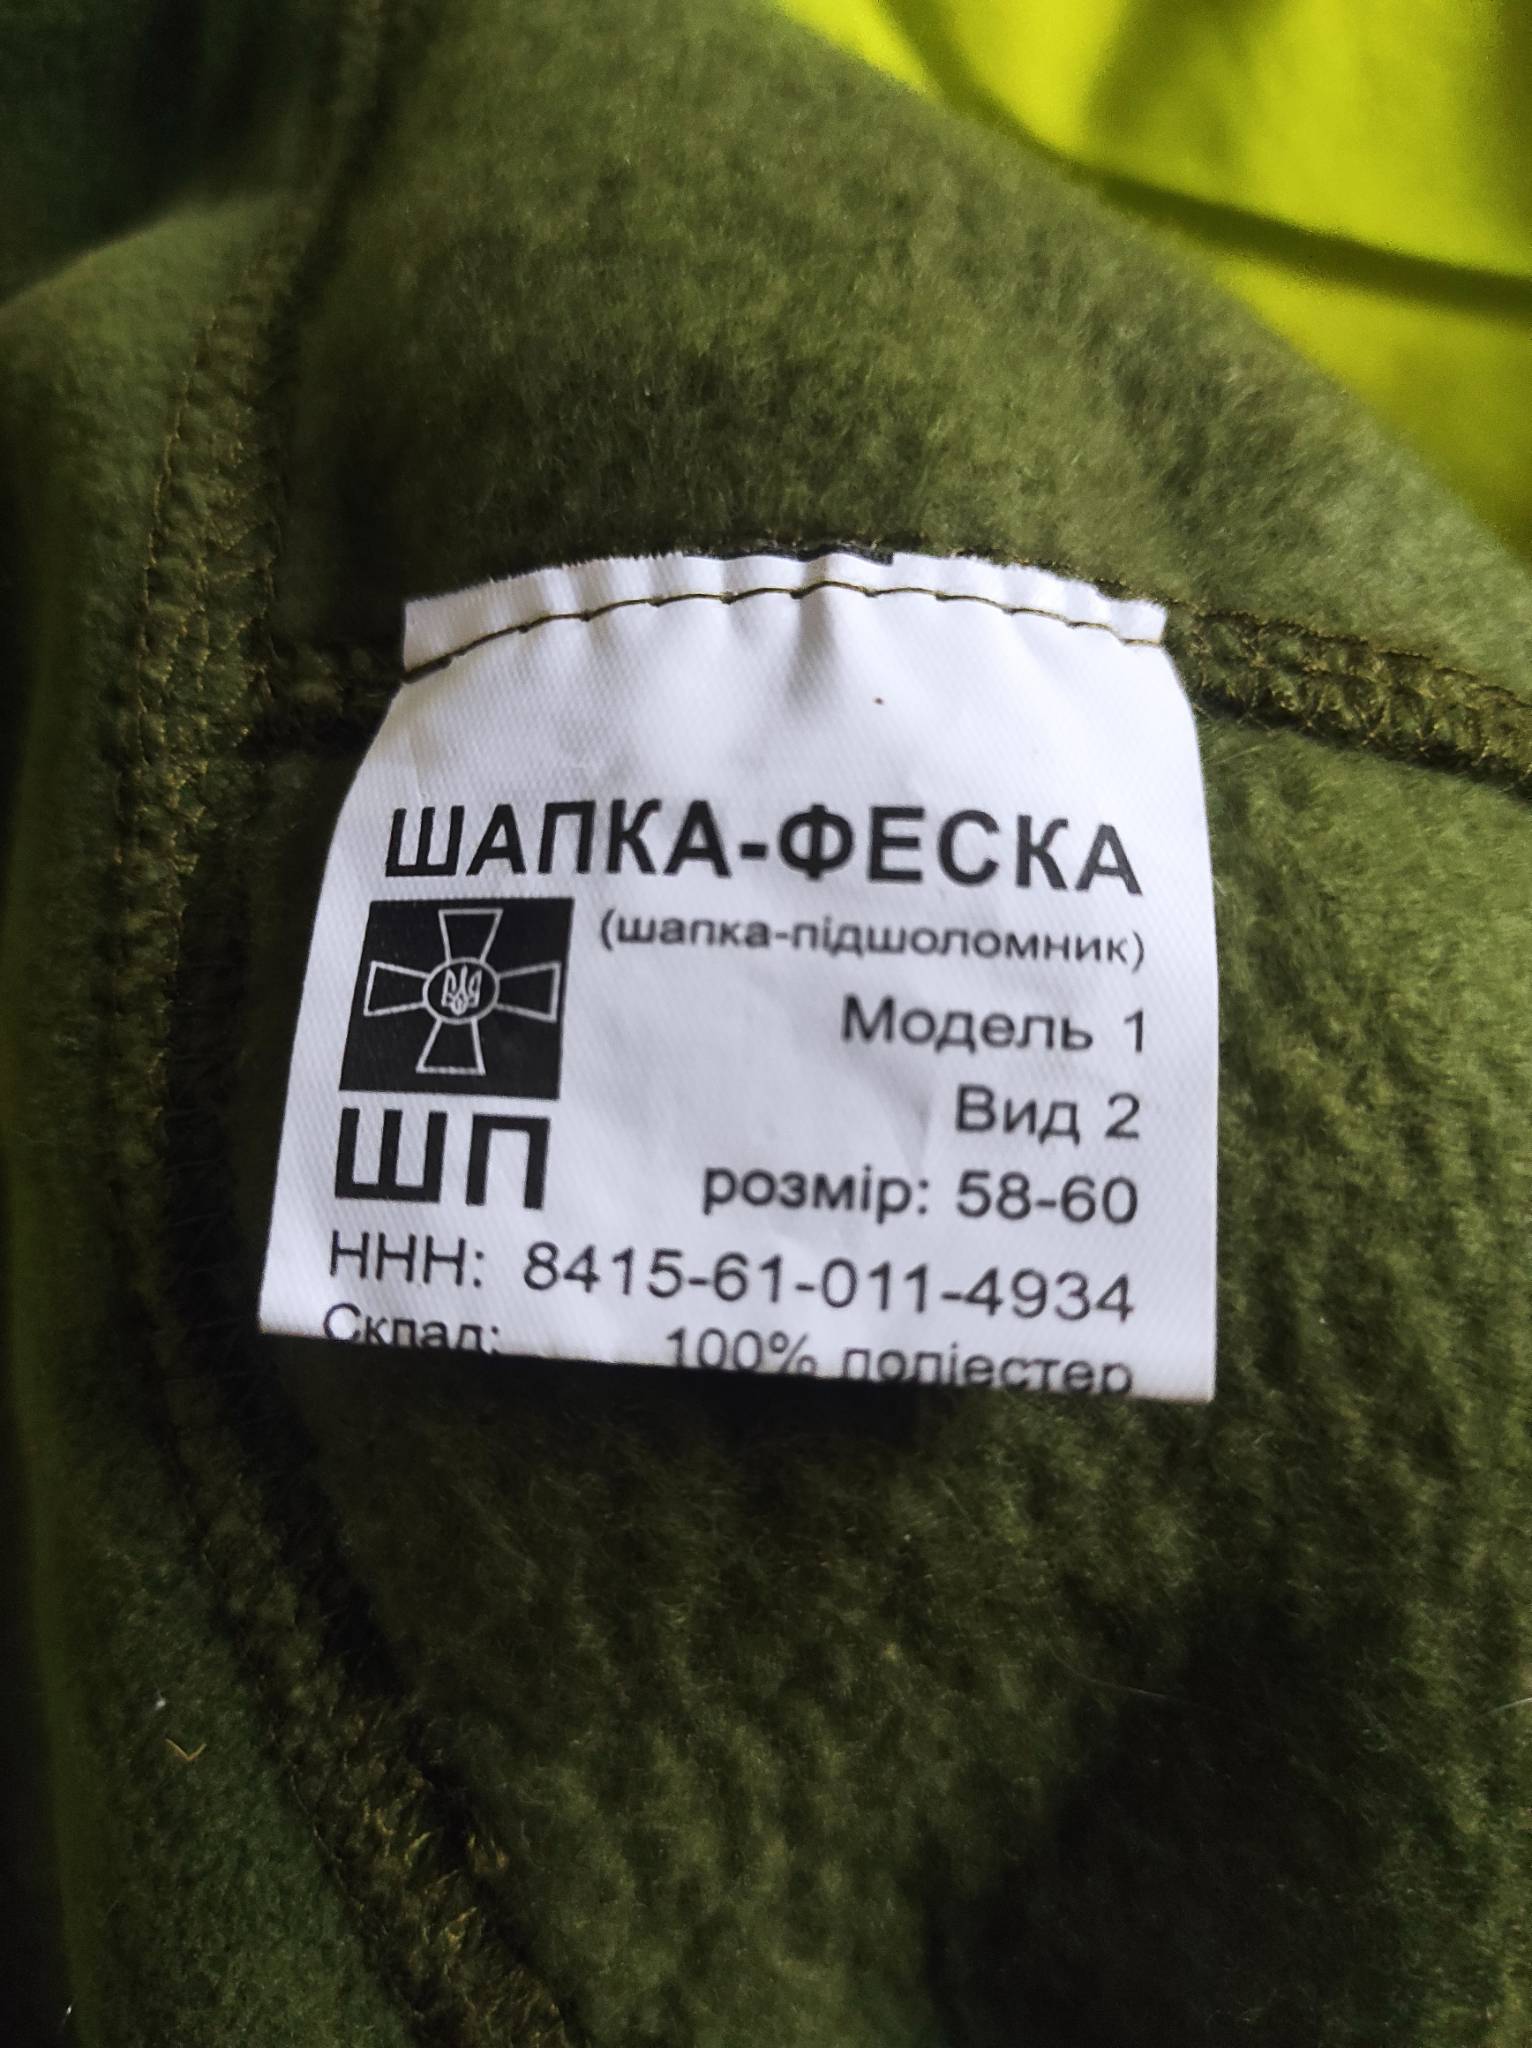 ШАПКА-ФЕСКА
(шапка-підшоломник)
Модель 1
Вид 2
ШП
розмір: 58-60
ННН: 8415-61-011-4934
Склад: 100% поліестер